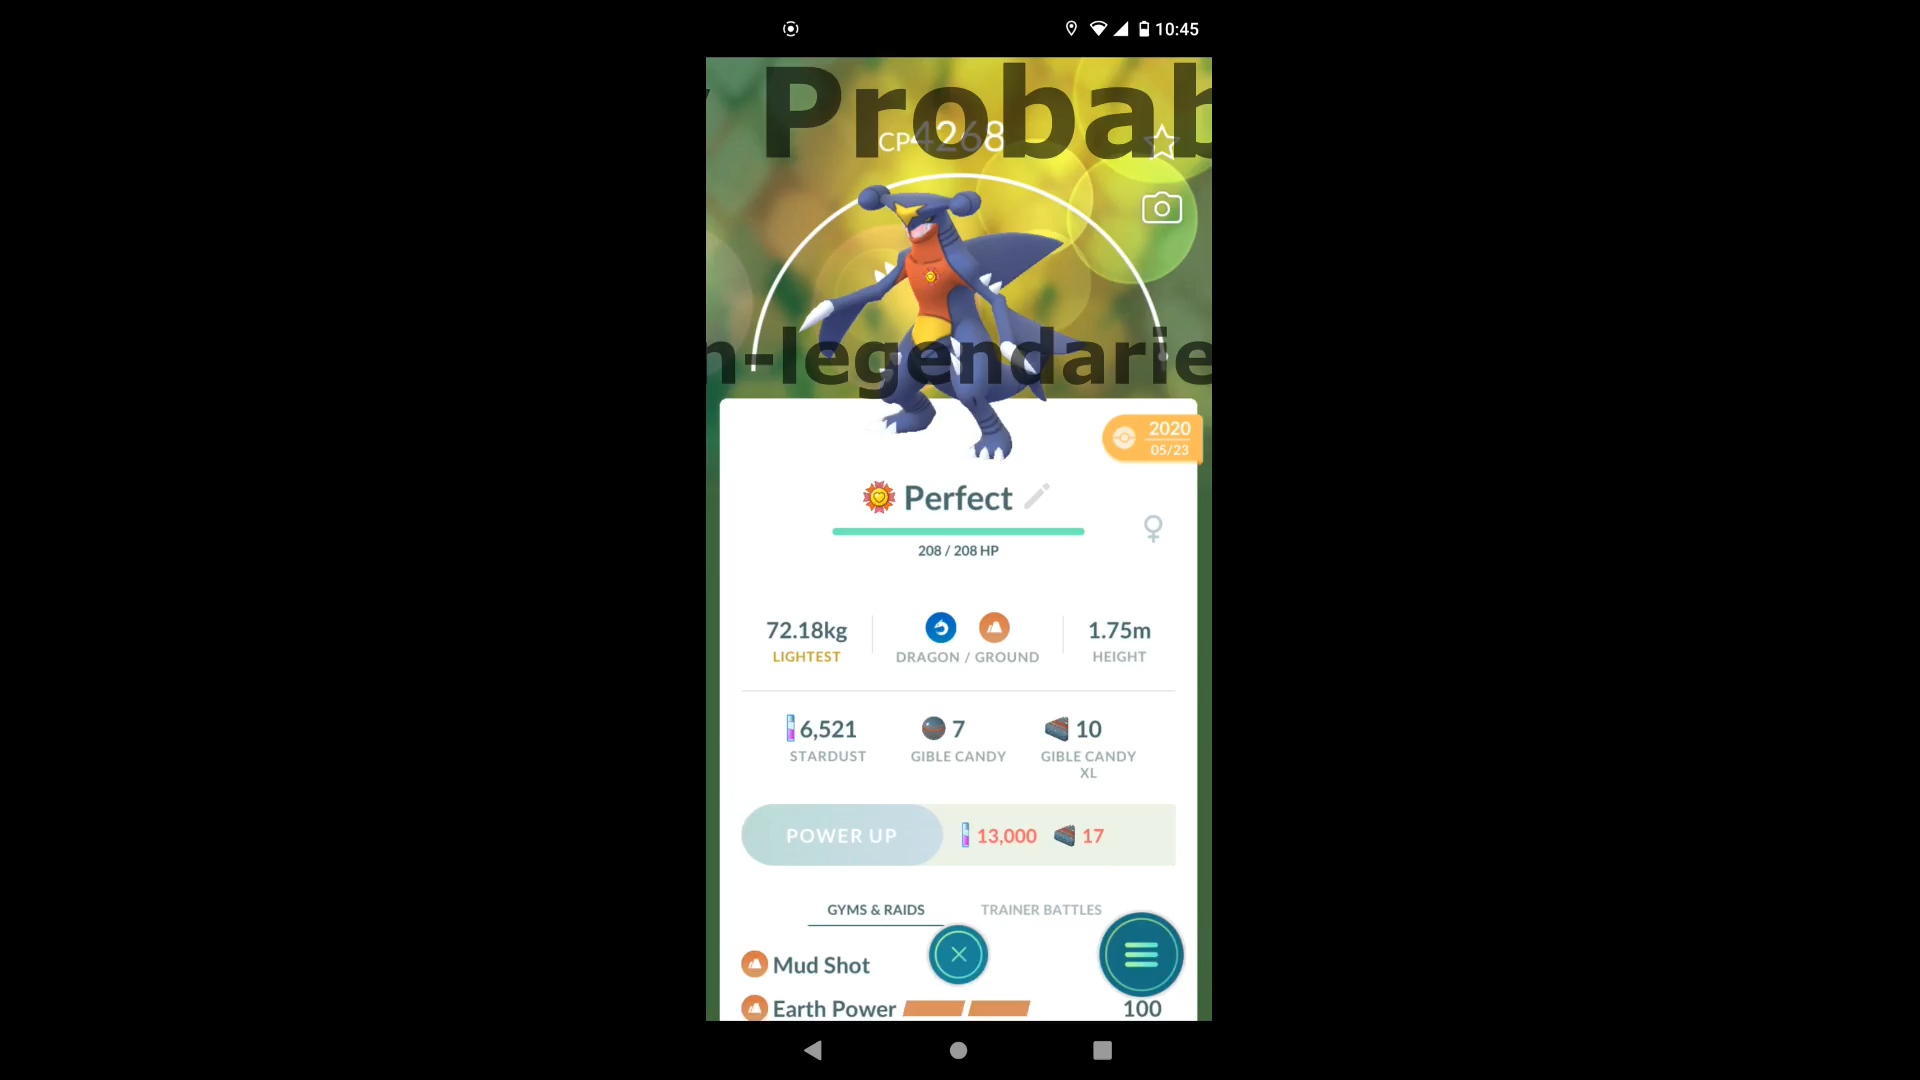 10:45
Probab
CP4268
n-legendarie
2020
05/23
Perfect
208 / 208 HP
72.18kg
LIGHTEST
DRAGON / GROUND
1.75m
HEIGHT
6,521
STARDUST
7
GIBLE CANDY
10
GIBLE CANDY
XL
POWER UP
13,000
17
GYMS & RAIDS
TRAINER BATTLES
Mud Shot
Earth Power
100